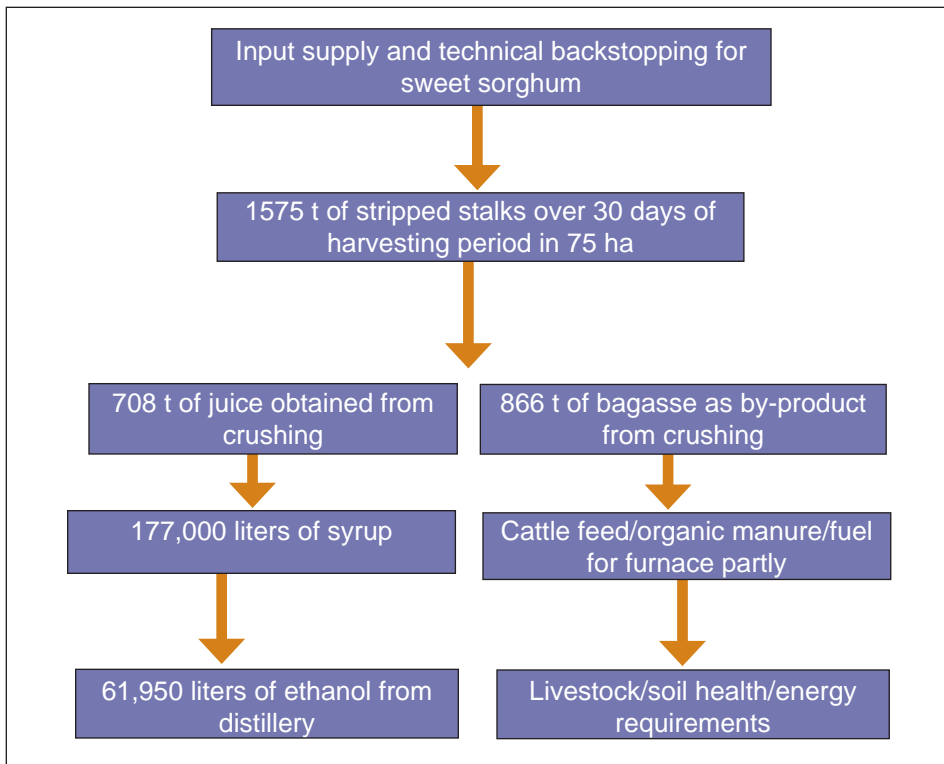 Input supply and technical backstopping for
sweet sorghum
1575 t of stripped stalks over 30 days of
harvesting period in 75 ha
708 t of juice obtained from
crushing
866 t of bagasse as by-product
from crushing
177,000 liters of syrup
Cattle feed/organic manure/fuel
for furnace partly
61,950 liters of ethanol from
distillery
Livestock/soil health/energy
requirements